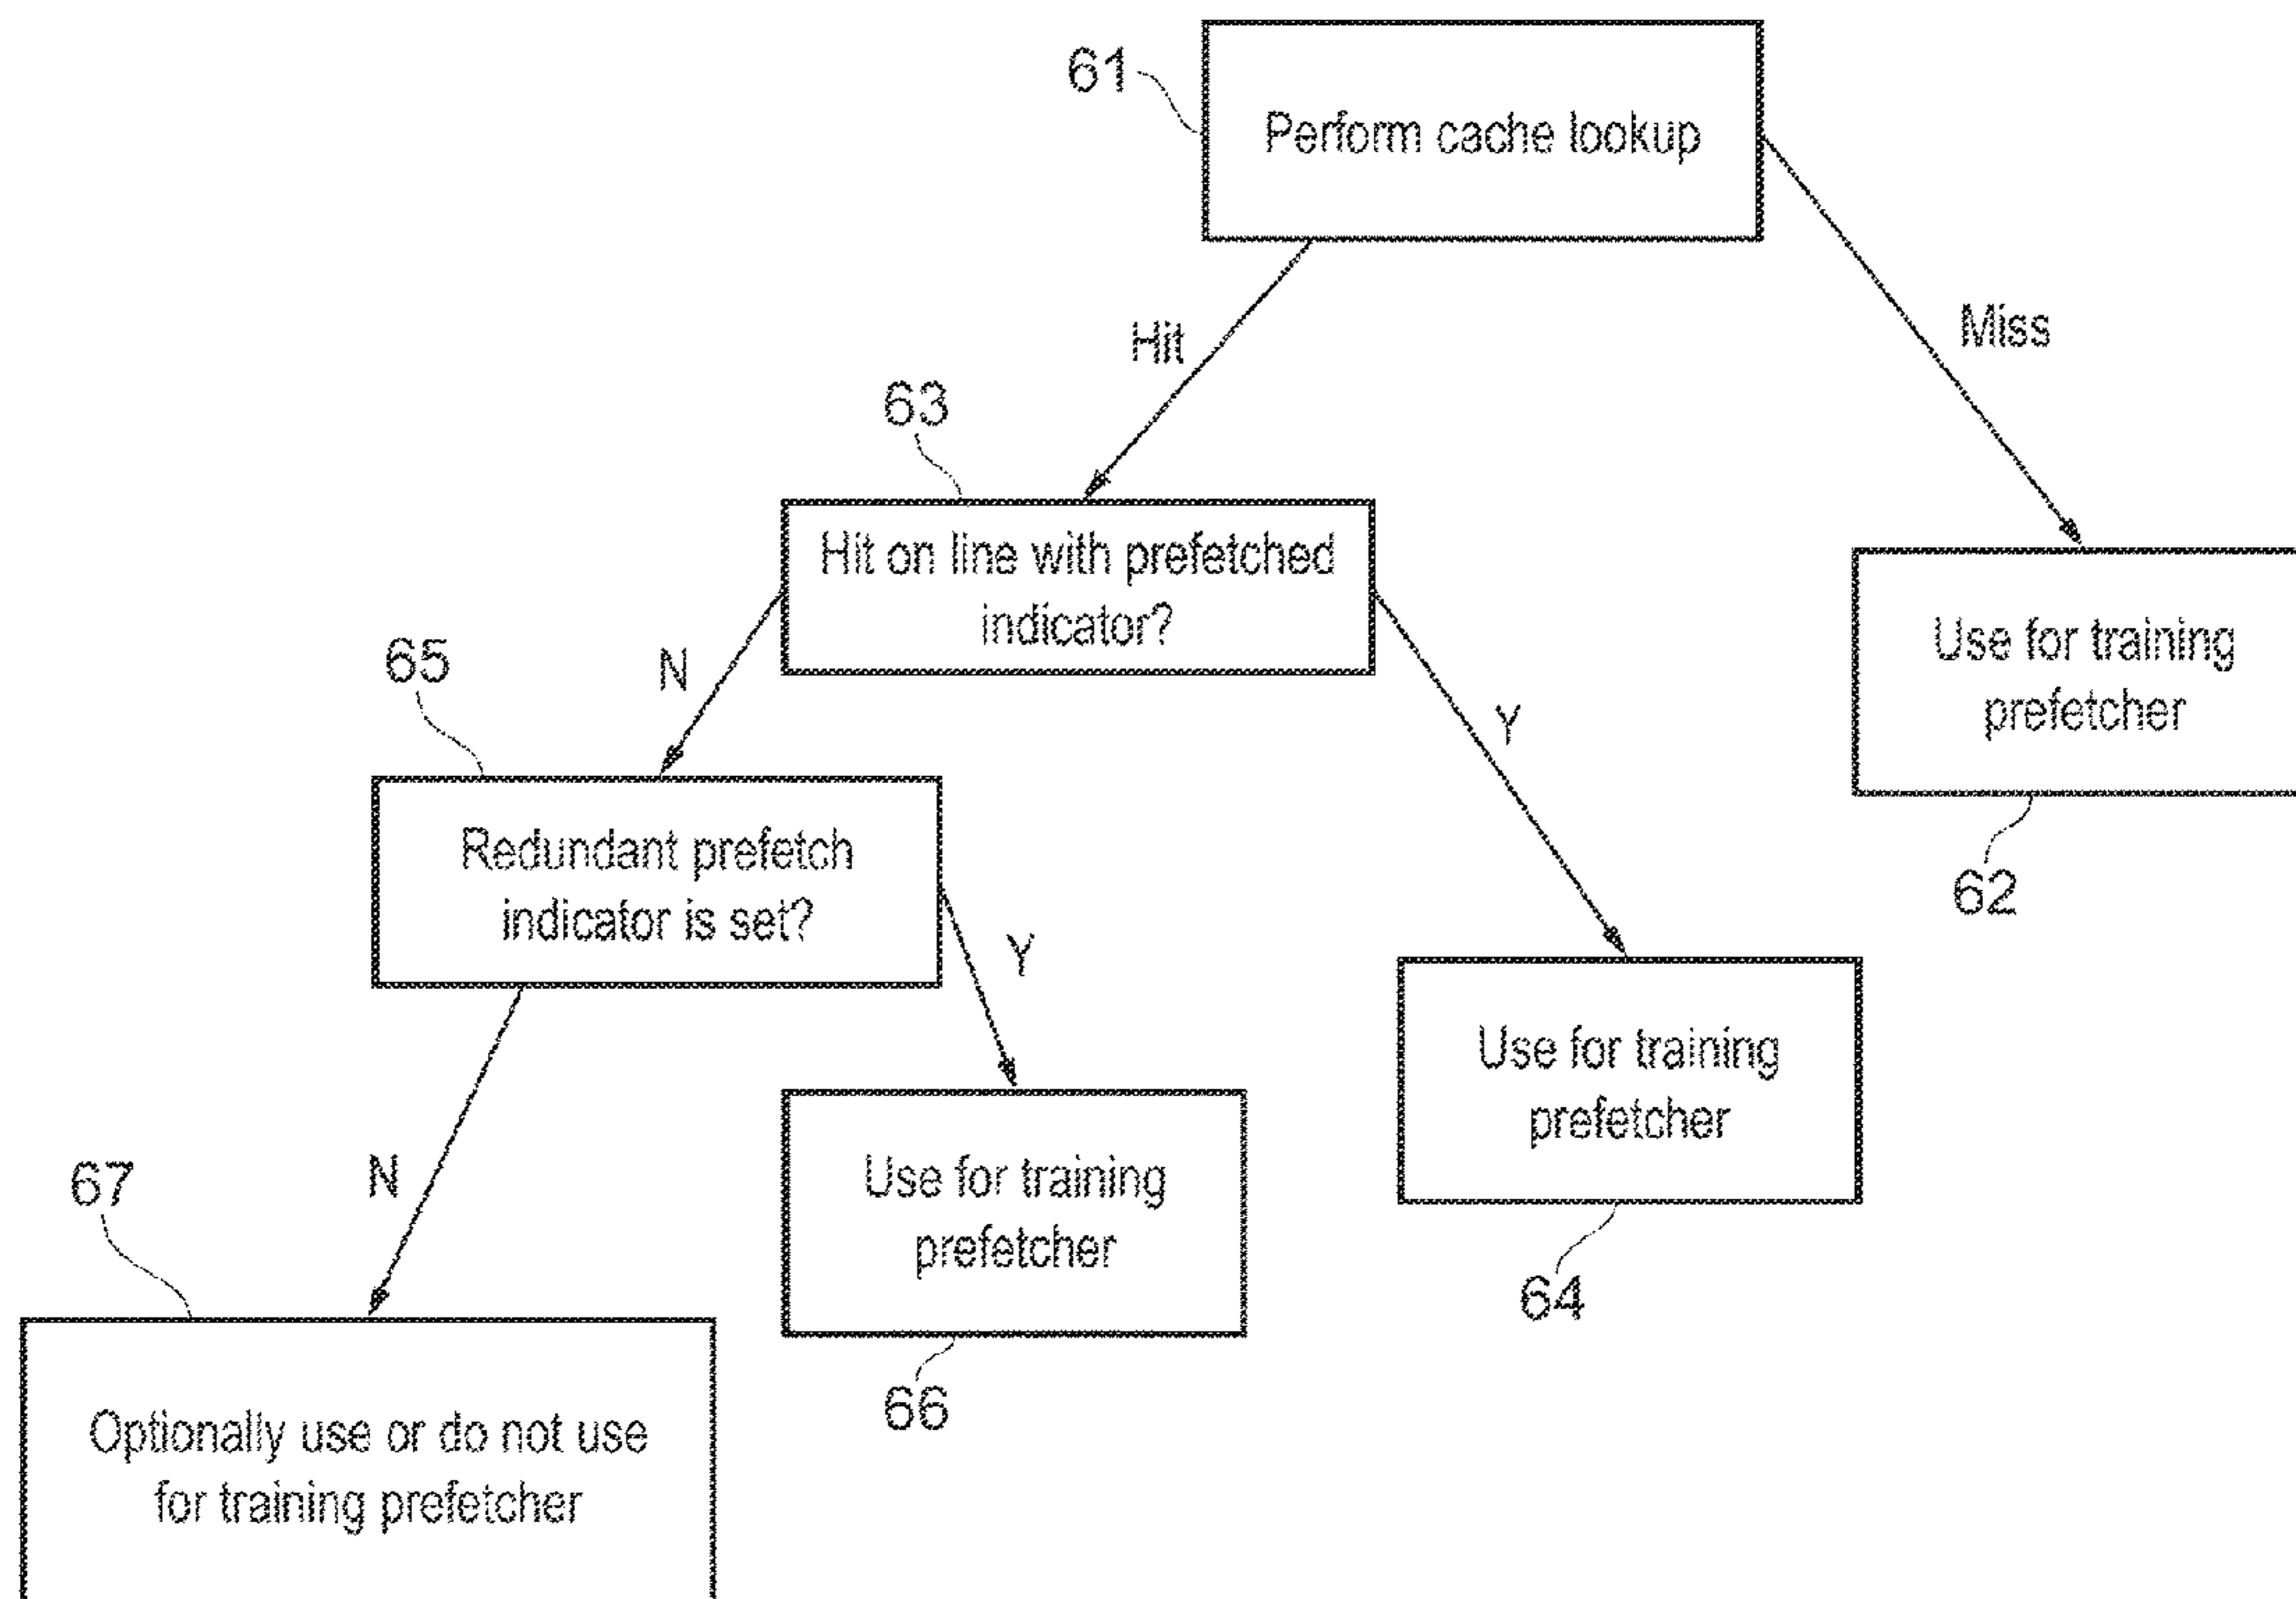 61
Perform cache lookup
Hit
Miss
63
Hit on line with prefetched
indicator?
Use for training
prefetcher
62
65
N
Y
Redundant prefetch
indicator is set?
Y
Use for training
prefetcher
64
67
N
Use for training
prefetcher
66
Optionally use or do not use
for training prefetcher